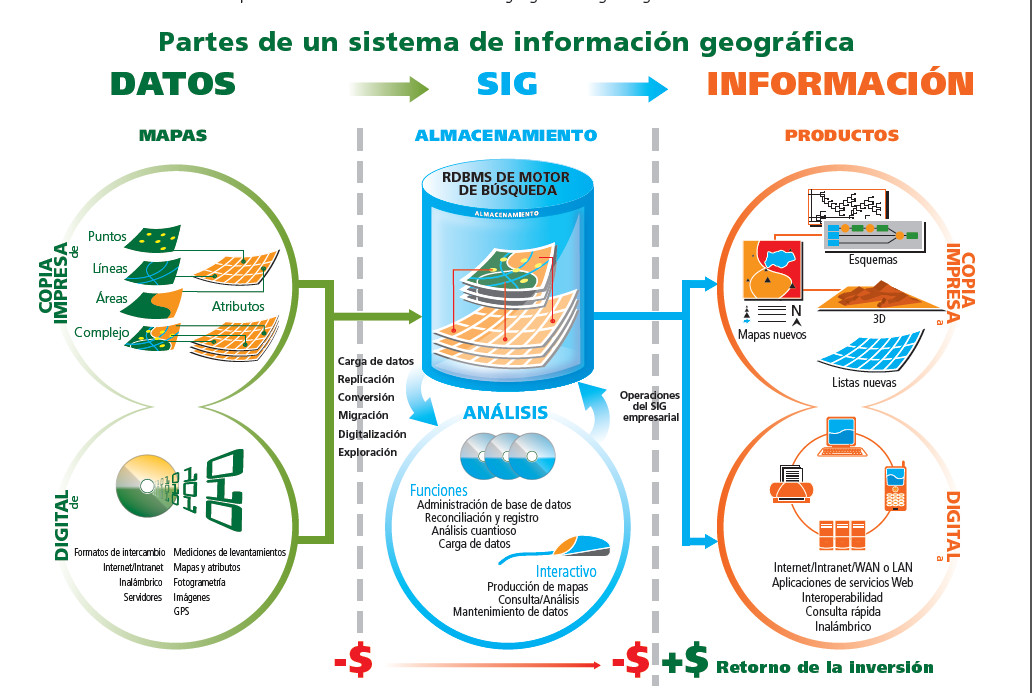 Partes de un sistema de información geográfica
DATOS
SIG
INFORMACIÓN
MAPAS
COPIA
IMPRESA
de
Puntos
Líneas
Áreas
Complejo
Atributos
DIGITAL
de
Formatos de intercambio
Internet/Intranet
Inalámbrico
Servidores
Mediciones de levantamientos
Mapas y atributos
Fotogrametría
Imágenes
GPS
Carga de datos
Replicación
Conversión
Migración
Digitalización
Exploración
ALMACENAMIENTO
RDBMS DE MOTOR
DE BÚSQUEDA
ALMACENAMIENTO
ANÁLISIS
Funciones
Administración de base de datos
Reconciliación y registro
Análisis cuantioso
Carga de datos
Interactivo
Producción de mapas
Consulta/Análisis
Mantenimiento de datos
Operaciones
del SIG
empresarial
PRODUCTOS
Esquemas
N
Mapas nuevos
3D
Listas nuevas
COPIA
IMPRESA
a
DIGITAL
a
Internet/Intranet/WAN o LAN
Aplicaciones de servicios Web
Interoperabilidad
Consulta rápida
Inalámbrico
-$
-$
+$ Retorno de la inversión